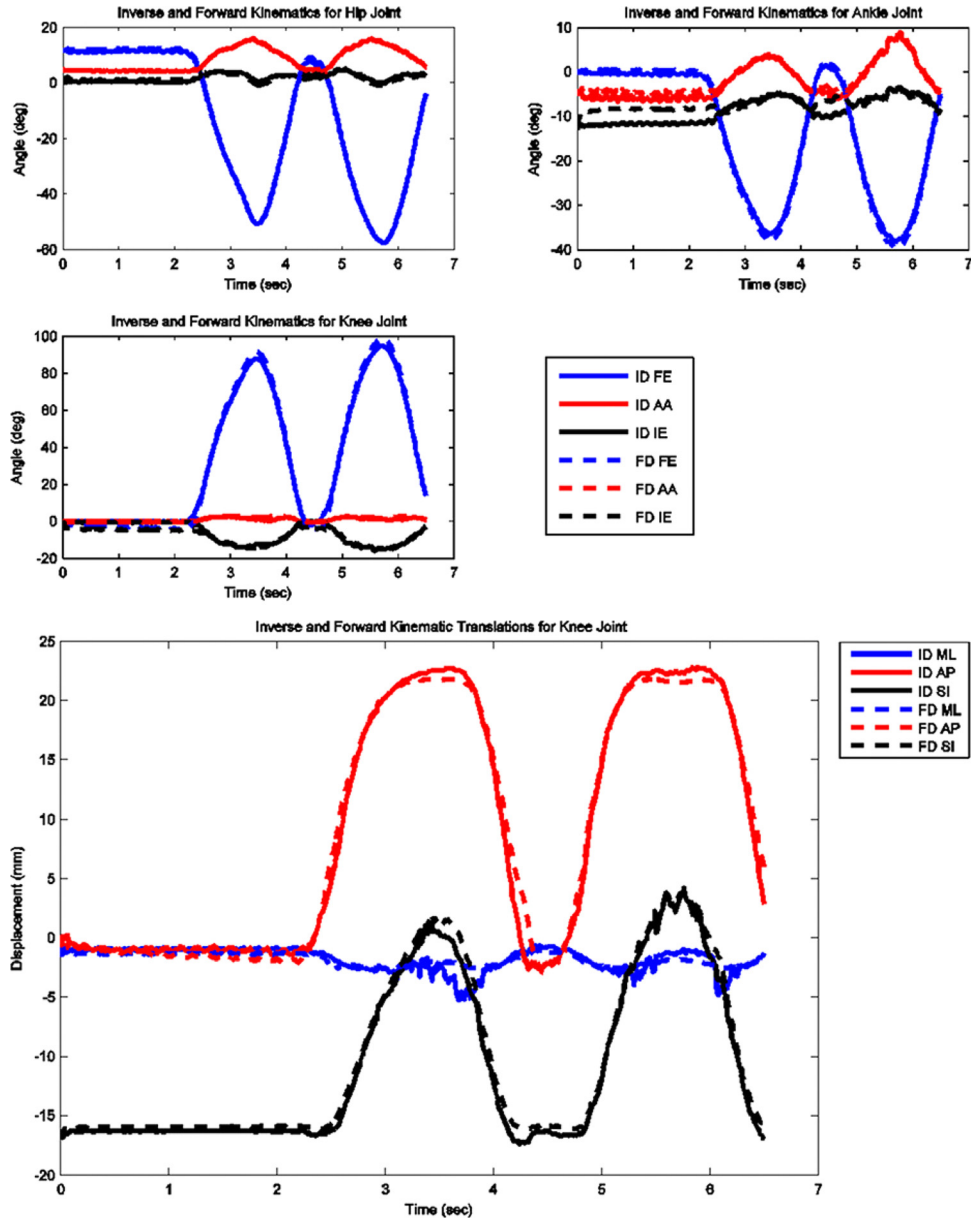 Inverse and Forward Kinematics for Hip Joint
20
0
-20
-40
-60
Angle (deg)
0 1 2 3 4 5 6 7
Time (sec)
Inverse and Forward Kinematics for Ankle Joint
10
0
-10
-20
-30
-40
Angle (deg)
0 1 2 3 4 5 6 7
Time (sec)
Inverse and Forward Kinematics for Knee Joint
100
80
60
40
20
0
-20
Angle (deg)
0 1 2 3 4 5 6 7
Time (sec)
ID FE
ID AA
ID IE
FD FE
FD AA
FD IE
Inverse and Forward Kinematic Translations for Knee Joint
25
20
15
10
5
0
-5
-10
-15
-20
Displacement (mm)
0 1 2 3 4 5 6 7
Time (sec)
ID ML
ID AP
ID SI
FD ML
FD AP
FD SI